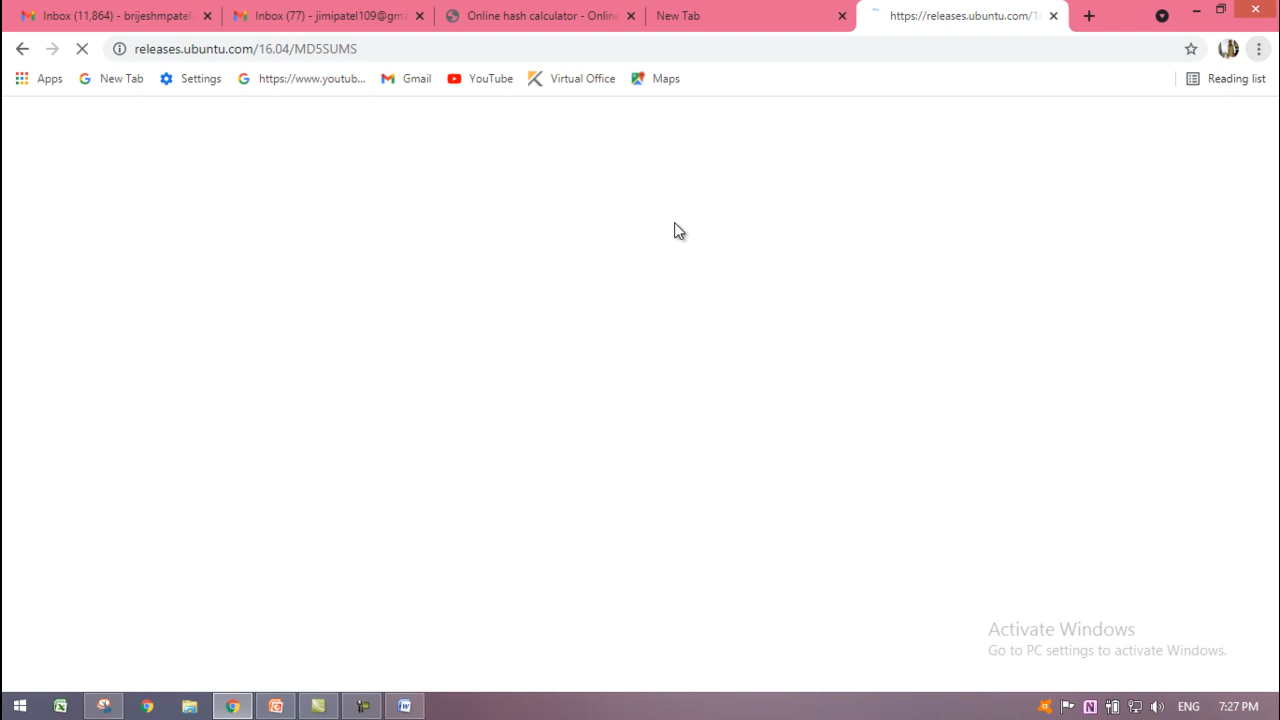 Inbox (11,864) - brijeshmpatel
Inbox (77) - jimipatel109@gm
Online hash calculator - Online
New Tab
https://releases.ubuntu.com/1
releases.ubuntu.com/16.04/MD5SUMS
Apps
New Tab
Settings
https://www.youtub...
Gmail
YouTube
Virtual Office
Maps
Reading list
Activate Windows
Go to PC settings to activate Windows.
ENG
7:27 PM